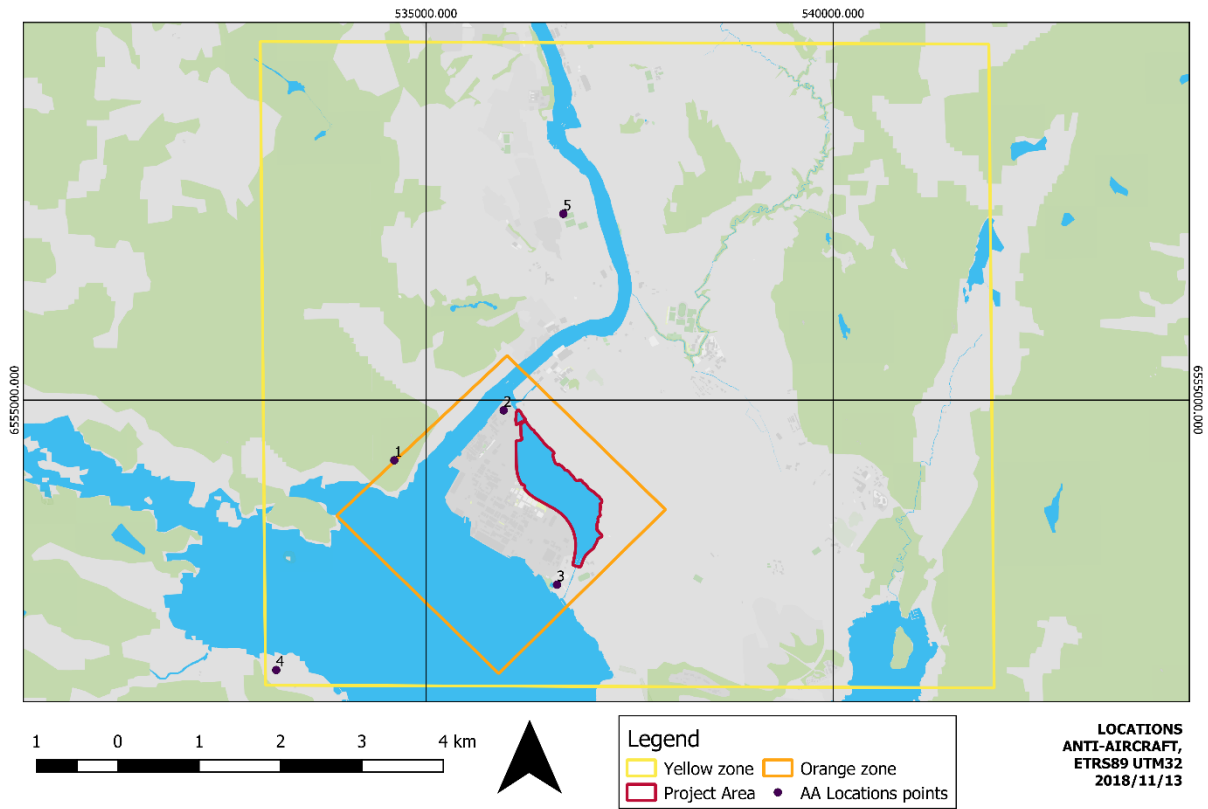 535000.000
540000.000
5
6555000.000
6555000.000
2
1
3
4
1 0 1 2 3 4 km
Legend
Yellow zone
Orange zone
Project Area
AA Locations points
LOCATIONS
ANTI-AIRCRAFT,
ETRS89 UTM32
2018/11/13